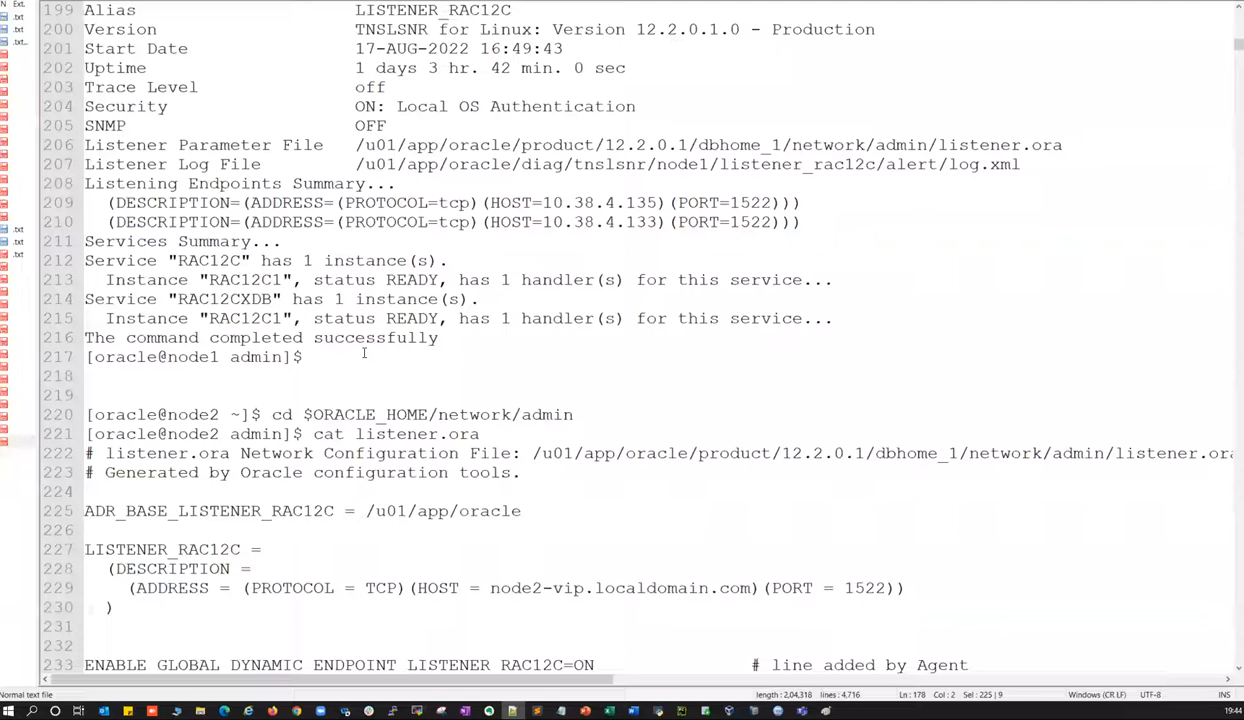 N Ext.
.txt
.txt
.txt...
.txt
.txt
.txt
199 Alias LISTENER_RAC12C
200 Version TNSLSNR for Linux: Version 12.2.0.1.0 - Production
201 Start Date 17-AUG-2022 16:49:43
202 Uptime 1 days 3 hr. 42 min. 0 sec
203 Trace Level off
204 Security ON: Local OS Authentication
205 SNMP OFF
206 Listener Parameter File /u01/app/oracle/product/12.2.0.1/dbhome_1/network/admin/listener.ora
207 Listener Log File /u01/app/oracle/diag/tnslsnr/node1/listener_rac12c/alert/log.xml
208 Listening Endpoints Summary...
209 (DESCRIPTION=(ADDRESS=(PROTOCOL=tcp)(HOST=10.38.4.135)(PORT=1522)))
210 (DESCRIPTION=(ADDRESS=(PROTOCOL=tcp)(HOST=10.38.4.133)(PORT=1522)))
211 Services Summary...
212 Service "RAC12C" has 1 instance(s).
213 Instance "RAC12C1", status READY, has 1 handler(s) for this service...
214 Service "RAC12CXDB" has 1 instance(s).
215 Instance "RAC12C1", status READY, has 1 handler(s) for this service...
216 The command completed successfully
217 [oracle@node1 admin]$
218
219
220 [oracle@node2 ~]$ cd $ORACLE_HOME/network/admin
221 [oracle@node2 admin]$ cat listener.ora
222 # listener.ora Network Configuration File: /u01/app/oracle/product/12.2.0.1/dbhome_1/network/admin/listener.ora
223 # Generated by Oracle configuration tools.
224
225 ADR_BASE_LISTENER_RAC12C = /u01/app/oracle
226
227 LISTENER_RAC12C =
228 (DESCRIPTION =
229 (ADDRESS = (PROTOCOL = TCP)(HOST = node2-vip.localdomain.com)(PORT = 1522))
230 )
231
232
233 ENABLE_GLOBAL_DYNAMIC_ENDPOINT_LISTENER_RAC12C=ON # line added by Agent
Normal text file length : 2,04,318 lines : 4,716 Ln : 178 Col : 2 Sel : 225 | 9 Windows (CR LF) UTF-8 INS
19:44